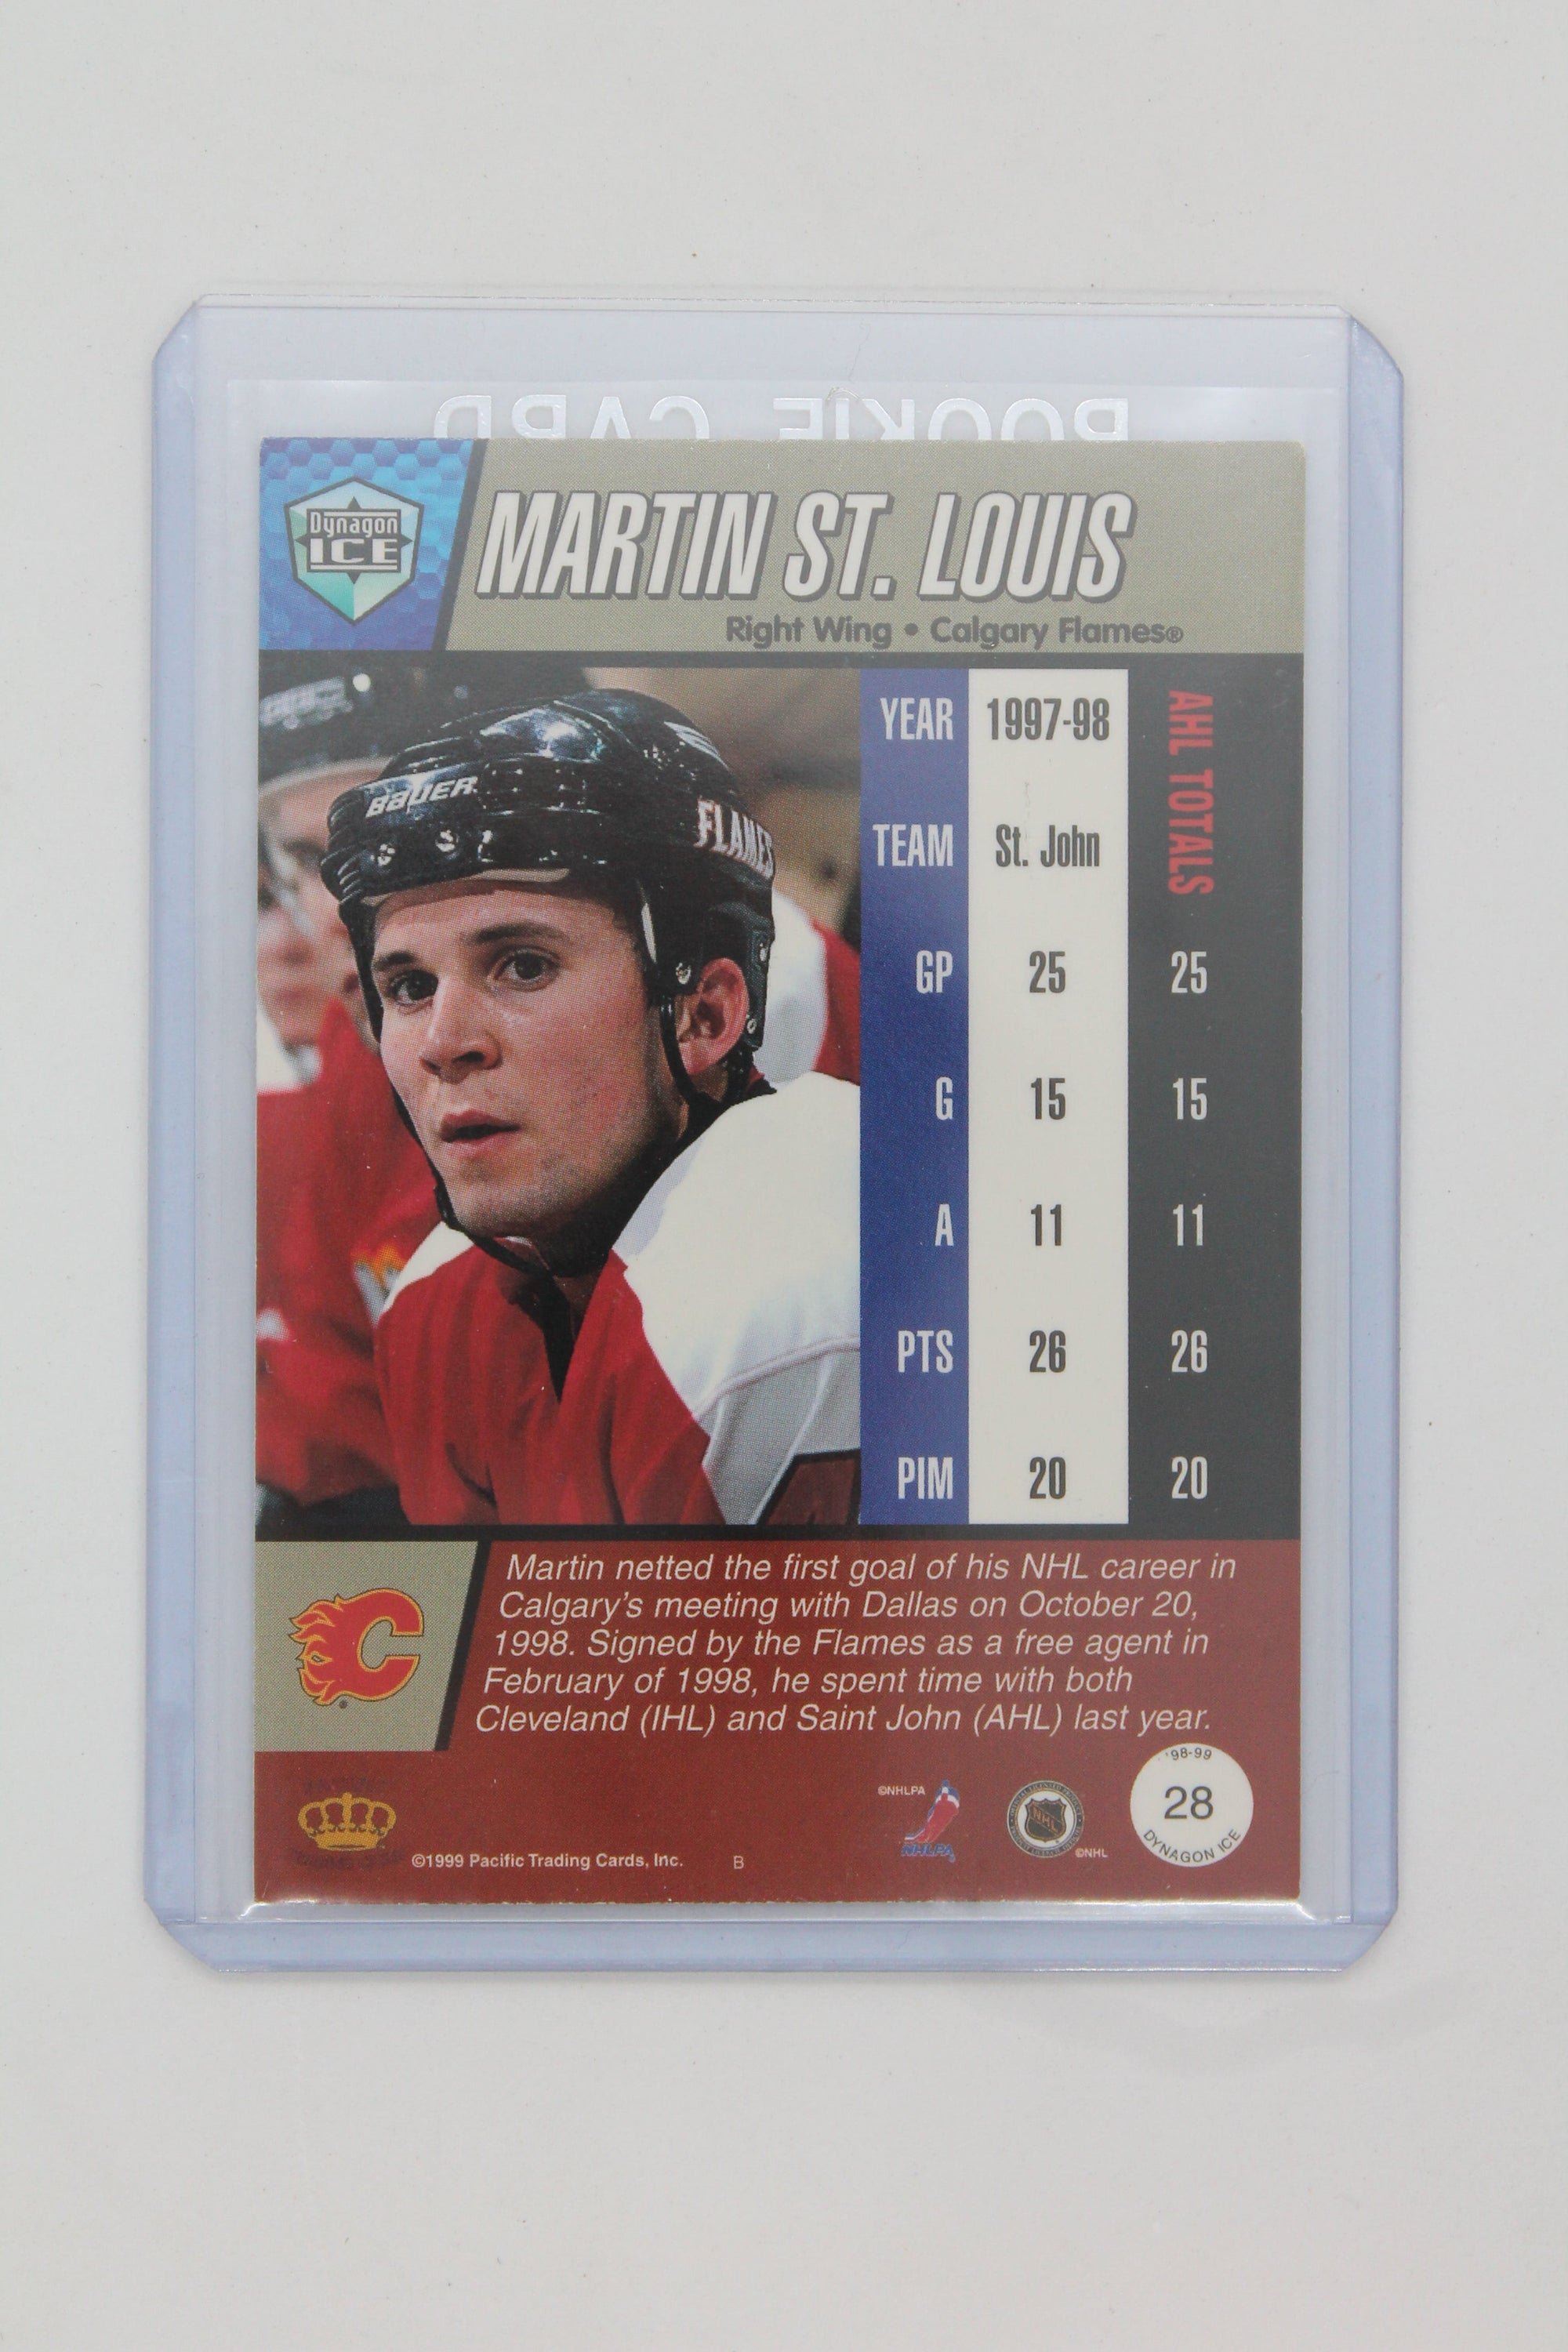 ROOKIE CARD
Dynagon
ICE
MARTIN ST. LOUIS
Right Wing • Calgary Flames®
BAUER
FLAMES
AHL TOTALS
YEAR 1997-98
TEAM St. John
GP 25 25
G 15 15
A 11 11
PTS 26 26
PIM 20 20
Martin netted the first goal of his NHL career in
Calgary's meeting with Dallas on October 20,
1998. Signed by the Flames as a free agent in
February of 1998, he spent time with both
Cleveland (IHL) and Saint John (AHL) last year.
©1999 Pacific Trading Cards, Inc. B
©NHLPA
NHLPA
NHL
©NHL
'98-99
28
DYNAGON ICE